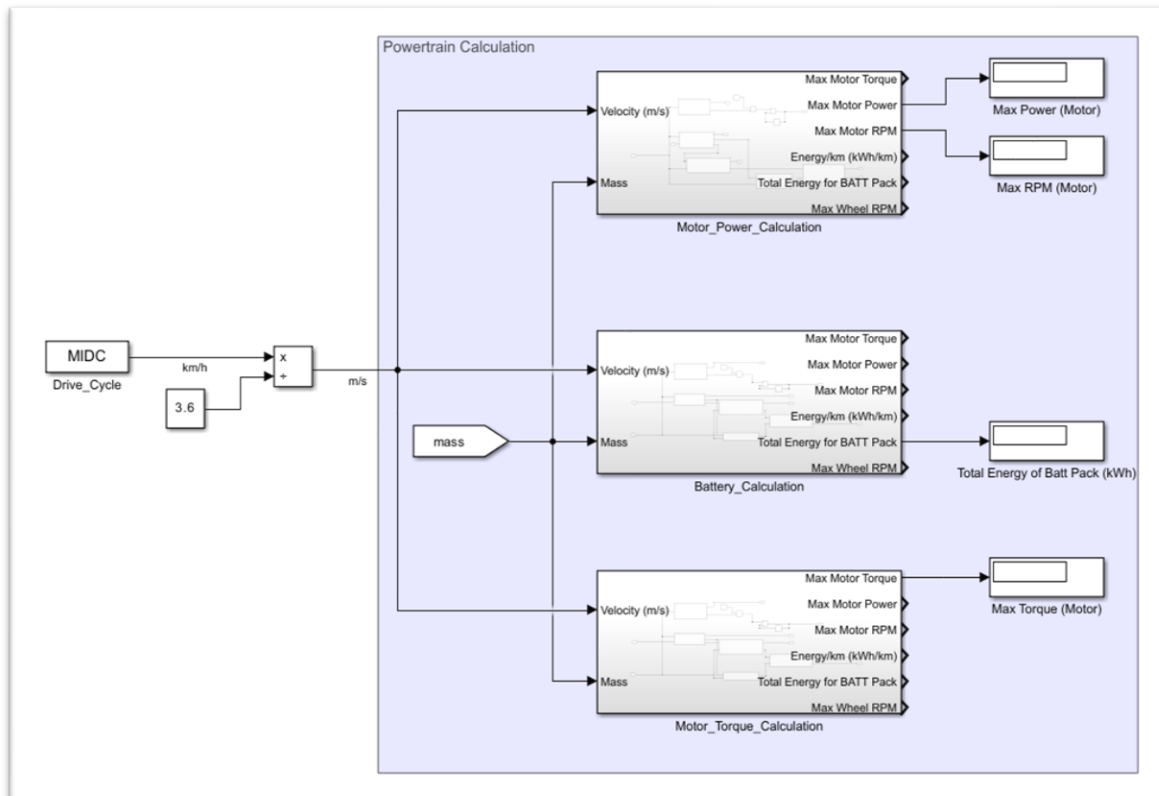 Powertrain Calculation
Velocity (m/s)
Mass
Max Motor Torque
Max Motor Power
Max Motor RPM
Energy/km (kWh/km)
Total Energy for BATT Pack
Max Wheel RPM
Motor_Power_Calculation
Max Power (Motor)
Max RPM (Motor)
MIDC
Drive_Cycle
km/h
3.6
x
÷
m/s
mass
Velocity (m/s)
Mass
Max Motor Torque
Max Motor Power
Max Motor RPM
Energy/km (kWh/km)
Total Energy for BATT Pack
Max Wheel RPM
Battery_Calculation
Total Energy of Batt Pack (kWh)
Velocity (m/s)
Mass
Max Motor Torque
Max Motor Power
Max Motor RPM
Energy/km (kWh/km)
Total Energy for BATT Pack
Max Wheel RPM
Motor_Torque_Calculation
Max Torque (Motor)